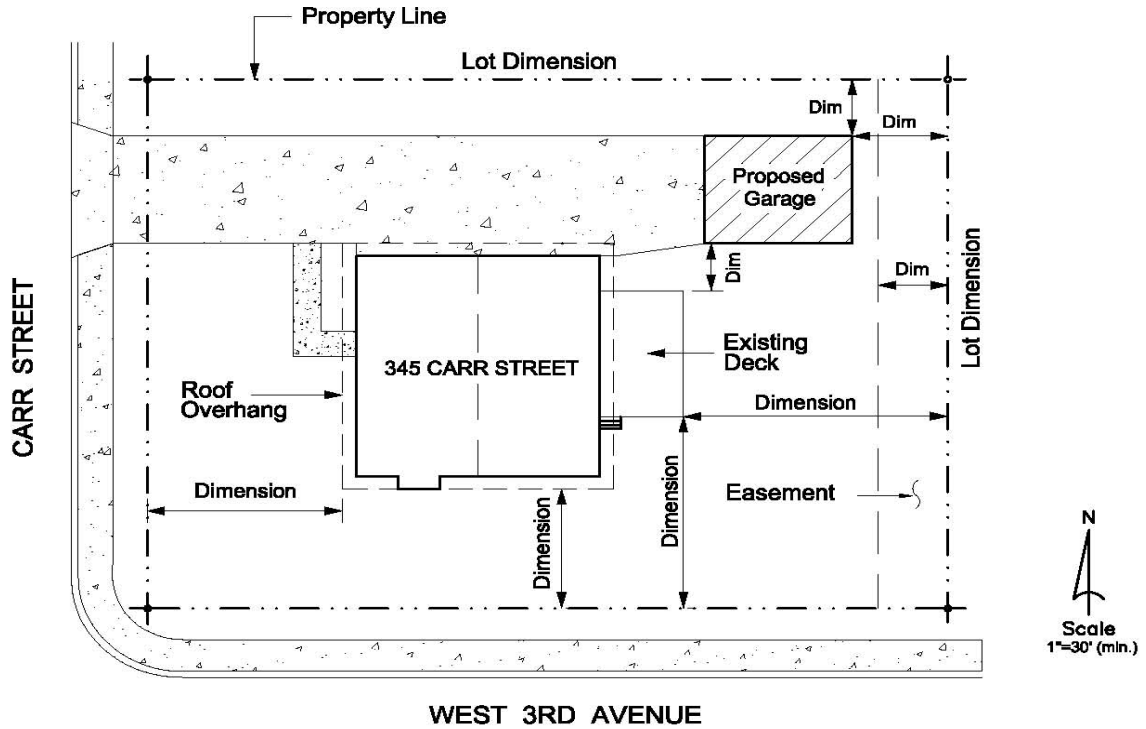 Property Line
Lot Dimension
Dim
Dim
Proposed
Garage
Dim
Dim
Lot Dimension
CARR STREET
345 CARR STREET
Existing
Deck
Roof
Overhang
Dimension
Dimension
Dimension
Dimension
Easement
N
Scale
1"=30' (min.)
WEST 3RD AVENUE